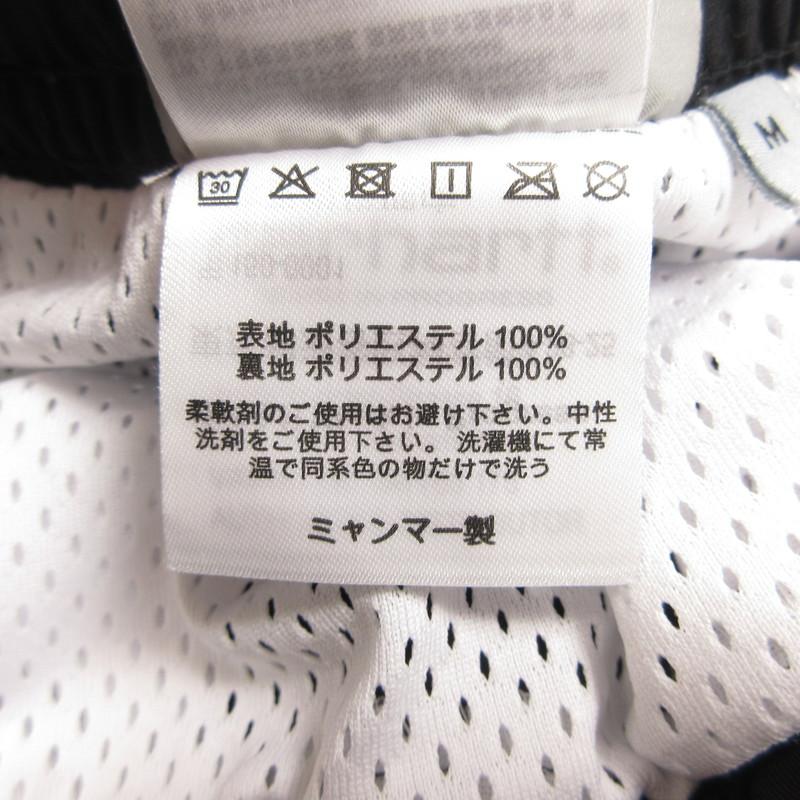 M
30
表地 ポリエステル 100%
裏地 ポリエステル 100%
柔軟剤のご使用はお避け下さい。中性
洗剤をご使用下さい。 洗濯機にて常
温で同系色の物だけで洗う
ミャンマー製